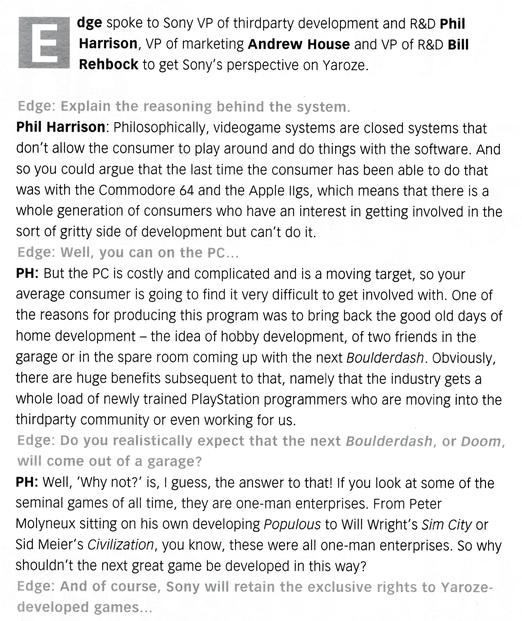 Edge spoke to Sony VP of thirdparty development and R&D Phil
Harrison, VP of marketing Andrew House and VP of R&D Bill
Rehbock to get Sony's perspective on Yaroze.
Edge: Explain the reasoning behind the system.
Phil Harrison: Philosophically, videogame systems are closed systems that
don't allow the consumer to play around and do things with the software. And
so you could argue that the last time the consumer has been able to do that
was with the Commodore 64 and the Apple IIgs, which means that there is a
whole generation of consumers who have an interest in getting involved in the
sort of gritty side of development but can't do it.
Edge: Well, you can on the PC...
PH: But the PC is costly and complicated and is a moving target, so your
average consumer is going to find it very difficult to get involved with. One of
the reasons for producing this program was to bring back the good old days of
home development – the idea of hobby development, of two friends in the
garage or in the spare room coming up with the next Boulderdash. Obviously,
there are huge benefits subsequent to that, namely that the industry gets a
whole load of newly trained PlayStation programmers who are moving into the
thirdparty community or even working for us.
Edge: Do you realistically expect that the next Boulderdash, or Doom,
will come out of a garage?
PH: Well, 'Why not?' is, I guess, the answer to that! If you look at some of the
seminal games of all time, they are one-man enterprises. From Peter
Molyneux sitting on his own developing Populous to Will Wright's Sim City or
Sid Meier's Civilization, you know, these were all one-man enterprises. So why
shouldn't the next great game be developed in this way?
Edge: And of course, Sony will retain the exclusive rights to Yaroze-
developed games...